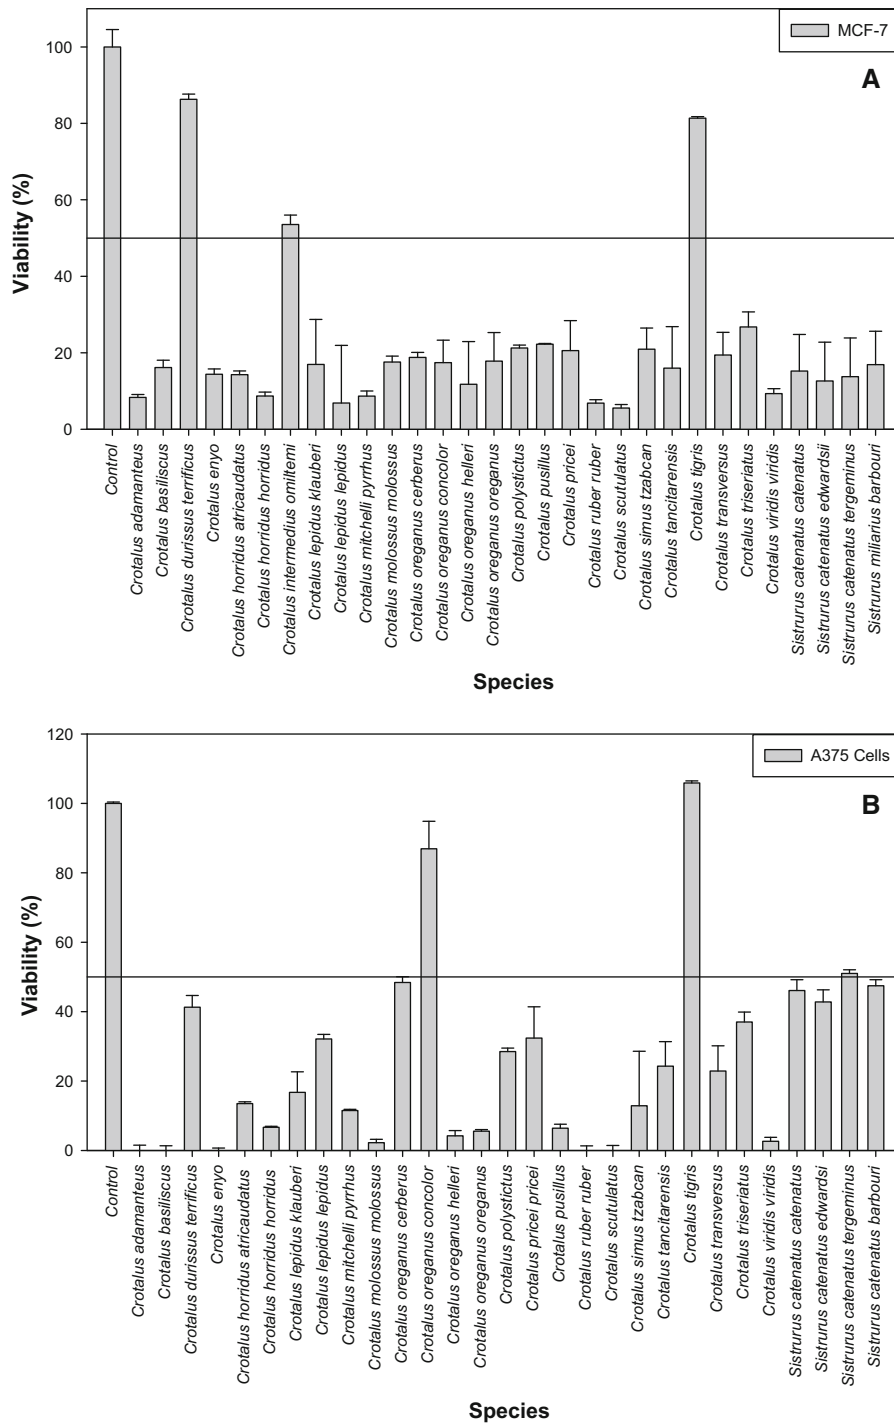 MCF-7
A
100
80
60
40
20
0
Viability (%)
Control
Crotalus adamanteus
Crotalus basiliscus
Crotalus durissus terrificus
Crotalus enyo
Crotalus horridus atricaudatus
Crotalus horridus horridus
Crotalus intermedius omiltemi
Crotalus lepidus klauberi
Crotalus lepidus lepidus
Crotalus mitchelli pyrrhus
Crotalus molossus molossus
Crotalus oreganus cerberus
Crotalus oreganus concolor
Crotalus oreganus helleri
Crotalus oreganus oreganus
Crotalus polystictus
Crotalus pusillus
Crotalus pricei
Crotalus ruber ruber
Crotalus scutulatus
Crotalus simus tzabcan
Crotalus tancitarensis
Crotalus tigris
Crotalus transversus
Crotalus triseriatus
Crotalus viridis viridis
Sistrurus catenatus catenatus
Sistrurus catenatus edwardsii
Sistrurus catenatus tergeminus
Sistrurus miliarius barbouri
Species
A375 Cells
B
120
100
80
60
40
20
0
Viability (%)
Control
Crotalus adamanteus
Crotalus basiliscus
Crotalus durissus terrificus
Crotalus enyo
Crotalus horridus atricaudatus
Crotalus horridus horridus
Crotalus lepidus klauberi
Crotalus lepidus lepidus
Crotalus mitchelli pyrrhus
Crotalus molossus molossus
Crotalus oreganus cerberus
Crotalus oreganus concolor
Crotalus oreganus helleri
Crotalus oreganus oreganus
Crotalus polystictus
Crotalus pricei pricei
Crotalus pusillus
Crotalus ruber ruber
Crotalus scutulatus
Crotalus simus tzabcan
Crotalus tancitarensis
Crotalus tigris
Crotalus transversus
Crotalus triseriatus
Crotalus viridis viridis
Sistrurus catenatus catenatus
Sistrurus catenatus edwardsi
Sistrurus catenatus tergeminus
Sistrurus catenatus barbouri
Species